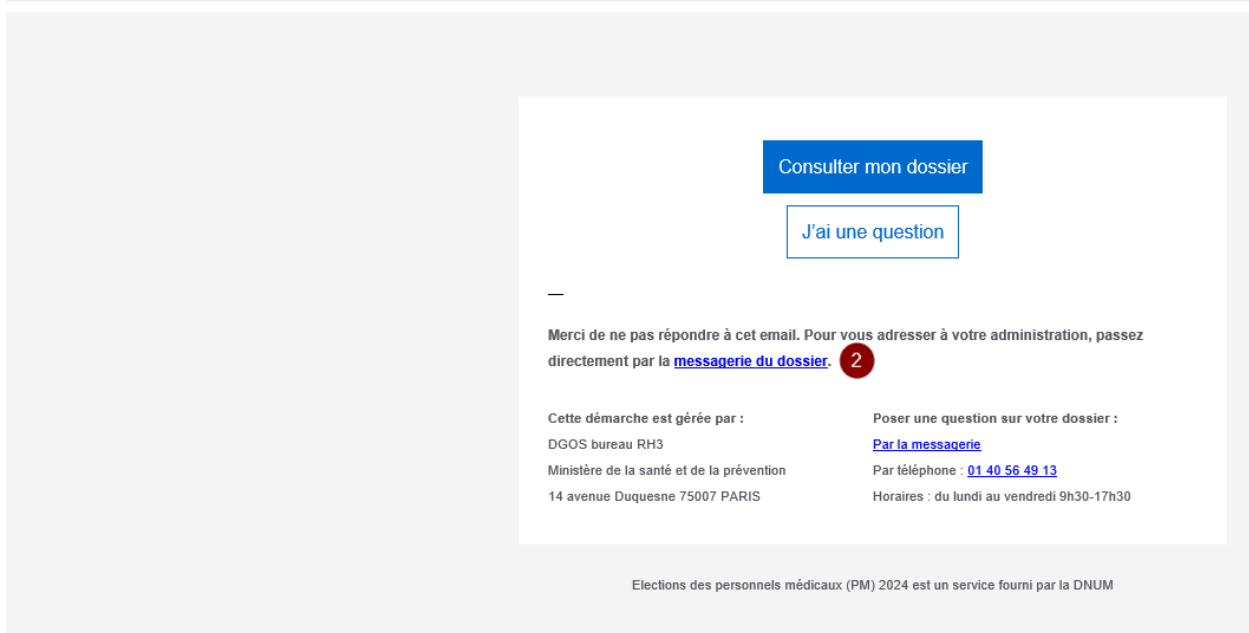 Consulter mon dossier
J'ai une question
—
Merci de ne pas répondre à cet email. Pour vous adresser à votre administration, passez
directement par la messagerie du dossier. 2
Cette démarche est gérée par :
DGOS bureau RH3
Ministère de la santé et de la prévention
14 avenue Duquesne 75007 PARIS
Poser une question sur votre dossier :
Par la messagerie
Par téléphone : 01 40 56 49 13
Horaires : du lundi au vendredi 9h30-17h30
Elections des personnels médicaux (PM) 2024 est un service fourni par la DNUM